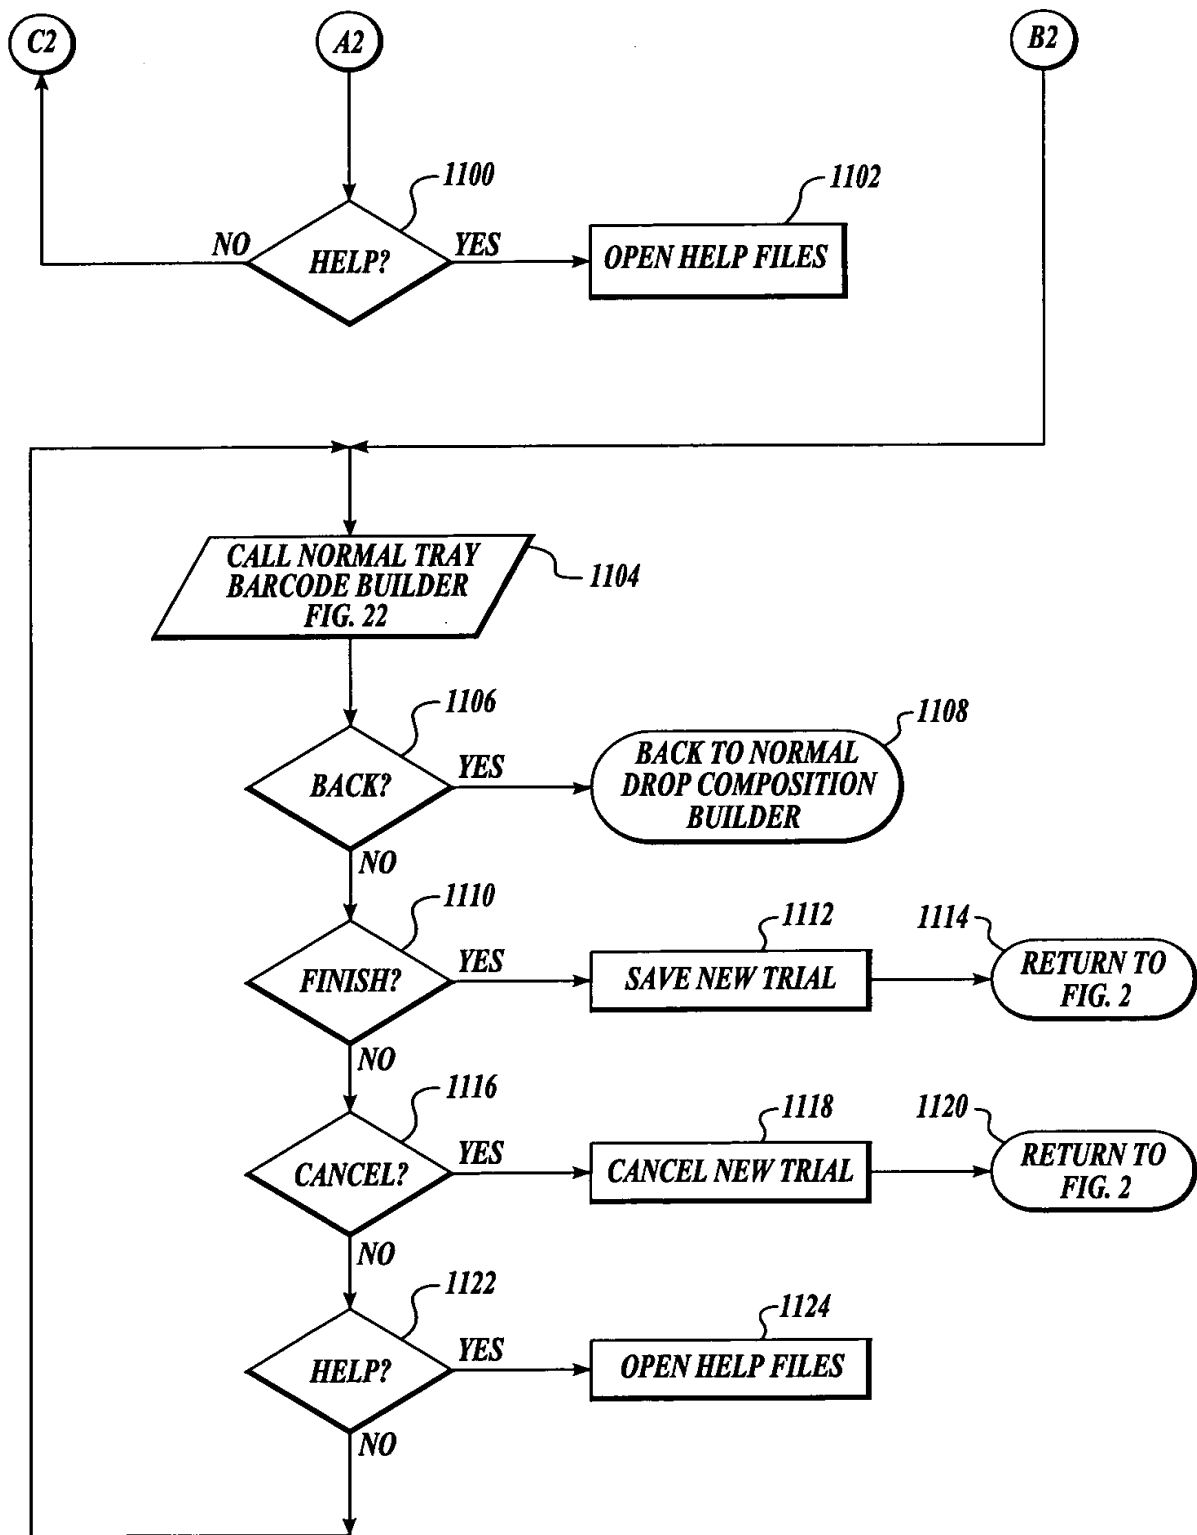 C2
A2
B2
1100
1102
NO
HELP?
YES
OPEN HELP FILES
CALL NORMAL TRAY
BARCODE BUILDER
FIG. 22
1104
1106
1108
BACK?
YES
BACK TO NORMAL
DROP COMPOSITION
BUILDER
NO
1110
1112
1114
FINISH?
YES
SAVE NEW TRIAL
RETURN TO
FIG. 2
NO
1116
1118
1120
CANCEL?
YES
CANCEL NEW TRIAL
RETURN TO
FIG. 2
NO
1122
1124
HELP?
YES
OPEN HELP FILES
NO